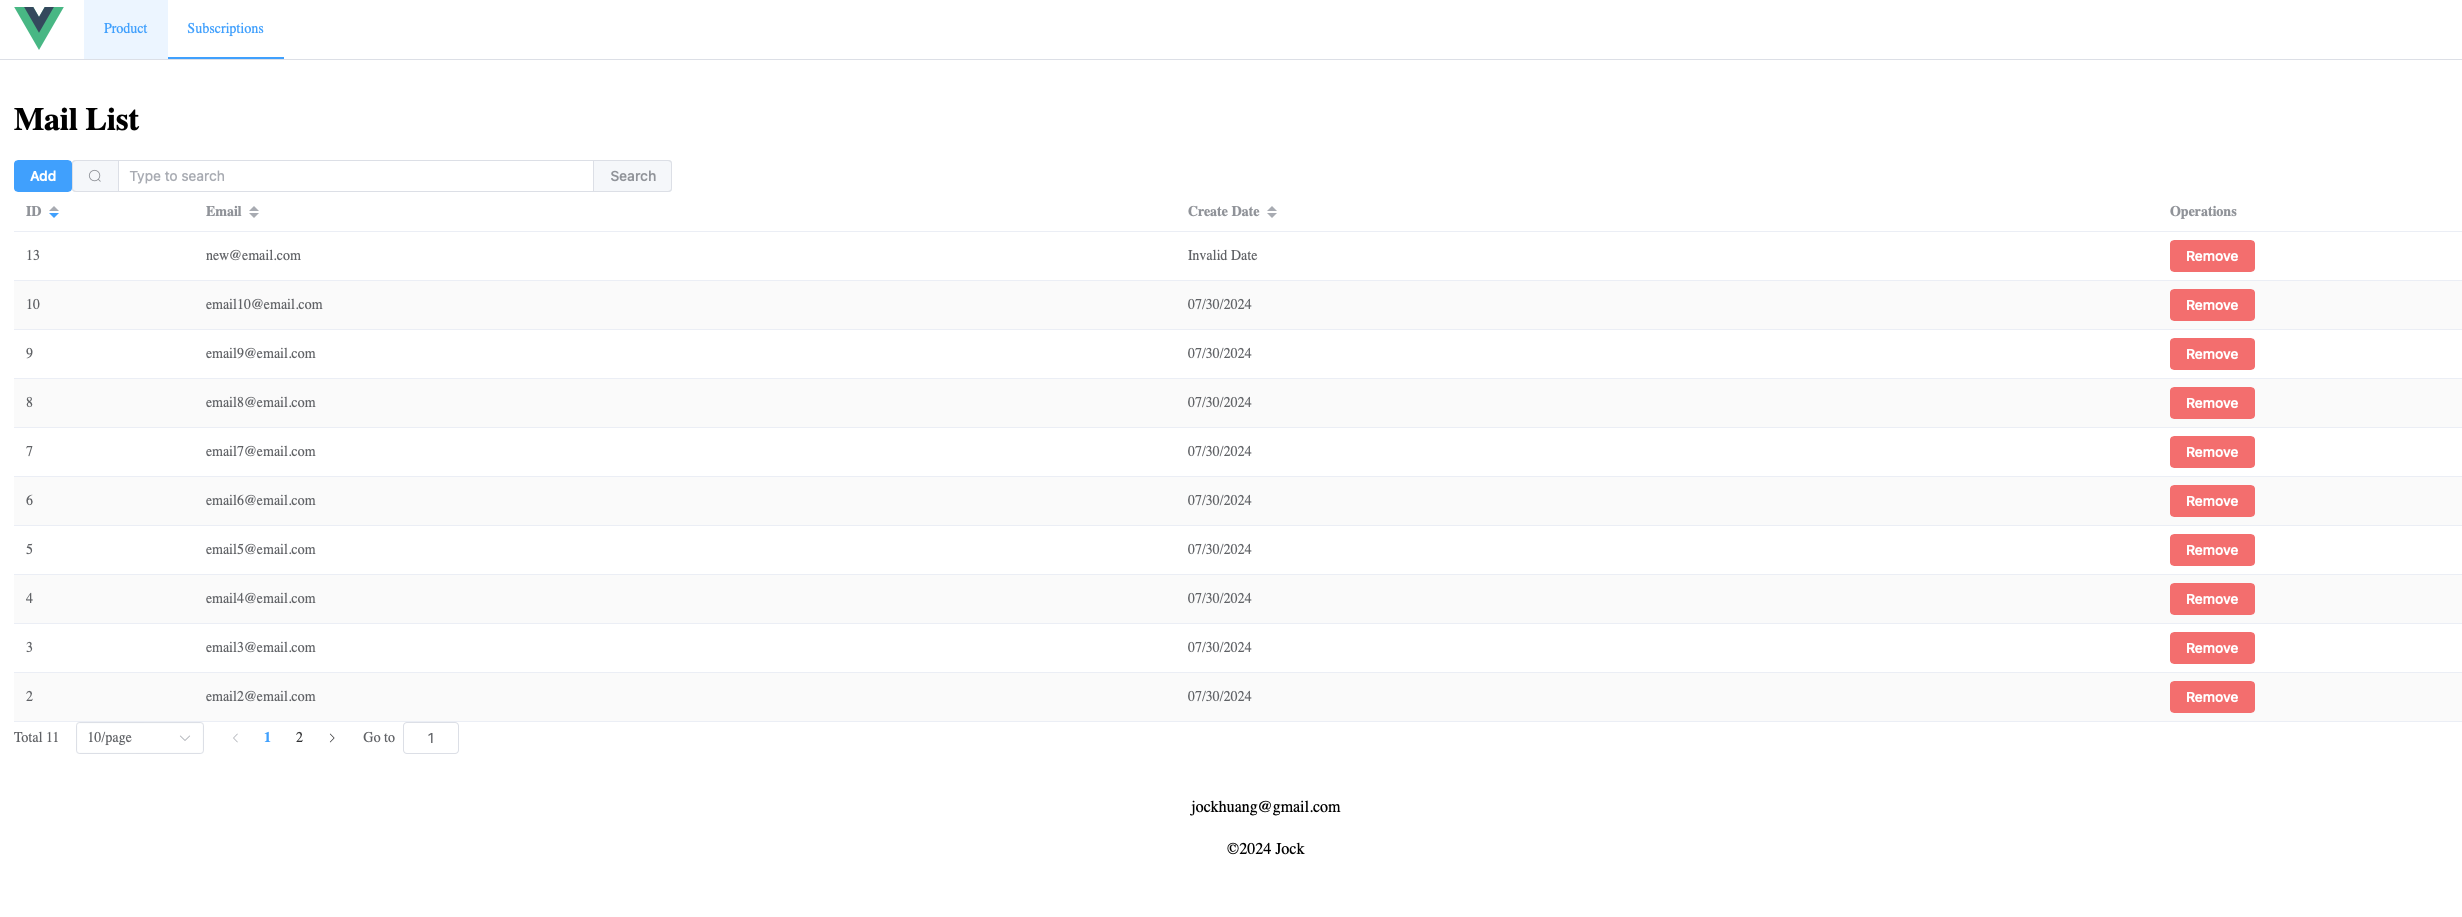 Product Subscriptions
Mail List
Add Type to search Search
ID Email Create Date Operations
13 new@email.com Invalid Date Remove
10 email10@email.com 07/30/2024 Remove
9 email9@email.com 07/30/2024 Remove
8 email8@email.com 07/30/2024 Remove
7 email7@email.com 07/30/2024 Remove
6 email6@email.com 07/30/2024 Remove
5 email5@email.com 07/30/2024 Remove
4 email4@email.com 07/30/2024 Remove
3 email3@email.com 07/30/2024 Remove
2 email2@email.com 07/30/2024 Remove
Total 11 10/page 1 2 Go to 1
jockhuang@gmail.com
©2024 Jock